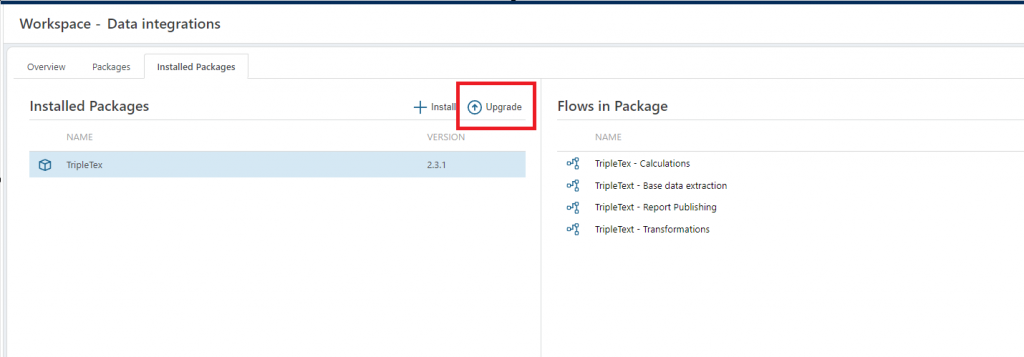 Workspace - Data integrations
Overview Packages Installed Packages
Installed Packages
Install Upgrade
NAME VERSION
TripleTex 2.3.1
Flows in Package
NAME
TripleTex - Calculations
TripleText - Base data extraction
TripleText - Report Publishing
TripleText - Transformations